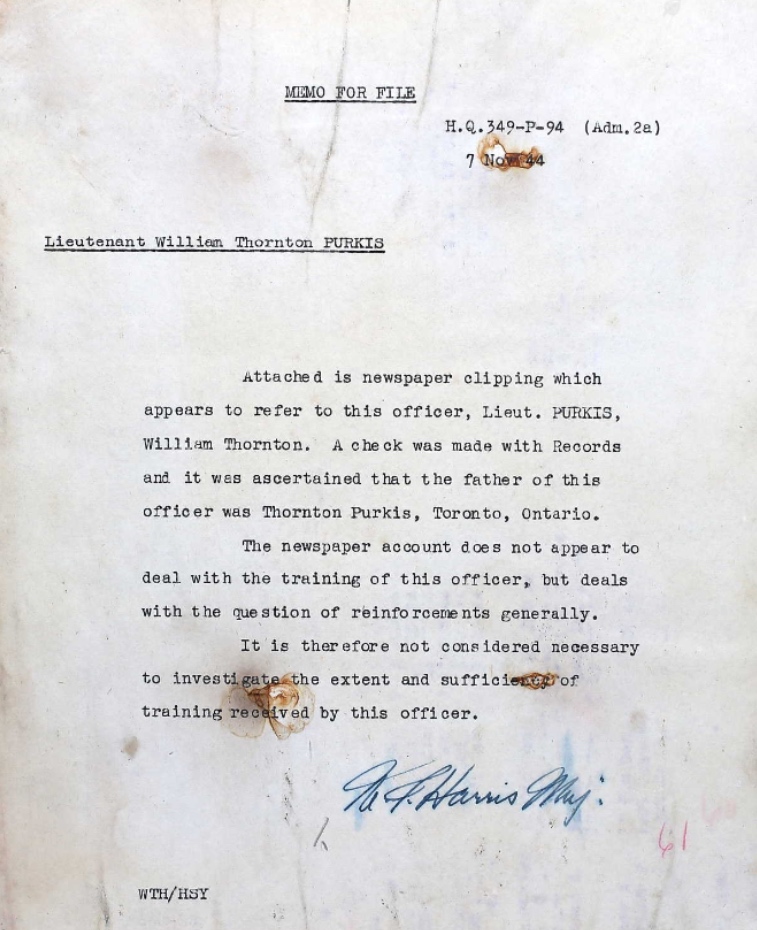 MEMO FOR FILE
H.Q.349-P-94 (Adm.2a)
7 Nov 44
Lieutenant William Thornton PURKIS
Attached is newspaper clipping which
appears to refer to this officer, Lieut. PURKIS,
William Thornton. A check was made with Records
and it was ascertained that the father of this
officer was Thornton Purkis, Toronto, Ontario.
The newspaper account does not appear to
deal with the training of this officer, but deals
with the question of reinforcements generally.
It is therefore not considered necessary
to investigate the extent and sufficiency of
training received by this officer.
Harris Maj:
61
WTH/HSY